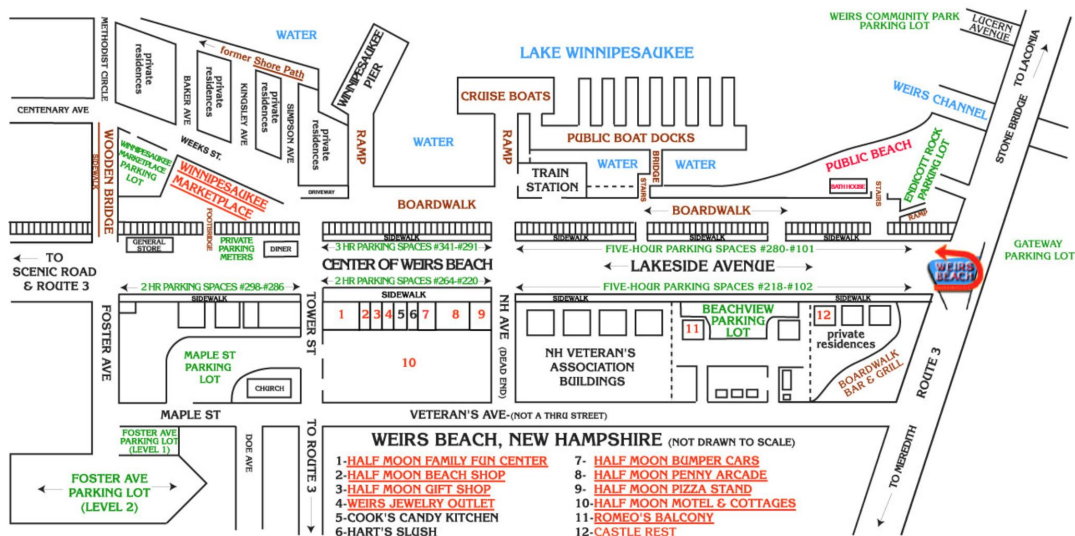 WEIRS COMMUNITY PARK
PARKING LOT
LUCERN
AVENUE
METHODIST CIRCLE
private
residences
former Shore Path
WATER
WINNIPESAUKEE
PIER
LAKE WINNIPESAUKEE
TO LACONIA
STONE BRIDGE
WEIRS CHANNEL
BAKER AVE
private
residences
KINGSLEY AVE
private
residences
SIMPSON AVE
private
residences
CRUISE BOATS
PUBLIC BOAT DOCKS
CENTENARY AVE
WEEKS ST.
RAMP
WATER
RAMP
WATER
BRIDGE
WATER
PUBLIC BEACH
ENDICOTT ROCK
PARKING LOT
WOODEN BRIDGE
SIDEWALK
WINNIPESAUKEE
MARKETPLACE
PARKING
LOT
WINNIPESAUKEE
MARKETPLACE
TRAIN
STATION
STAIRS
BATH HOUSE
STAIRS
RAMP
DRIVEWAY
BOARDWALK
BOARDWALK
FOOTBRIDGE
GENERAL
STORE
PRIVATE
PARKING
METERS
DINER
SIDEWALK
3 HR PARKING SPACES #341-#291
SIDEWALK
SIDEWALK
SIDEWALK
FIVE-HOUR PARKING SPACES #280-#101
GATEWAY
PARKING LOT
TO
SCENIC ROAD
& ROUTE 3
CENTER OF WEIRS BEACH
LAKESIDE AVENUE
WEIRS
BEACH
2 HR PARKING SPACES #298-#286
SIDEWALK
2 HR PARKING SPACES #264-#220
SIDEWALK
FIVE-HOUR PARKING SPACES #218-#102
SIDEWALK
FOSTER AVE
TOWER ST
1
2
3
4
5
6
7
8
9
10
NH AVE (DEAD END)
BEACHVIEW
PARKING
LOT
11
12
private
residences
MAPLE ST
PARKING
LOT
CHURCH
NH VETERAN'S
ASSOCIATION
BUILDINGS
BOARDWALK
BAR & GRILL
ROUTE 3
MAPLE ST
VETERAN'S AVE-(NOT A THRU STREET)
FOSTER AVE
PARKING LOT
(LEVEL 1)
DOE AVE
TO ROUTE 3
TO MEREDITH
FOSTER AVE
PARKING LOT
(LEVEL 2)
WEIRS BEACH, NEW HAMPSHIRE (NOT DRAWN TO SCALE)
1-HALF MOON FAMILY FUN CENTER
2-HALF MOON BEACH SHOP
3-HALF MOON GIFT SHOP
4-WEIRS JEWELRY OUTLET
5-COOK'S CANDY KITCHEN
6-HART'S SLUSH
7- HALF MOON BUMPER CARS
8- HALF MOON PENNY ARCADE
9- HALF MOON PIZZA STAND
10-HALF MOON MOTEL & COTTAGES
11-ROMEO'S BALCONY
12-CASTLE REST